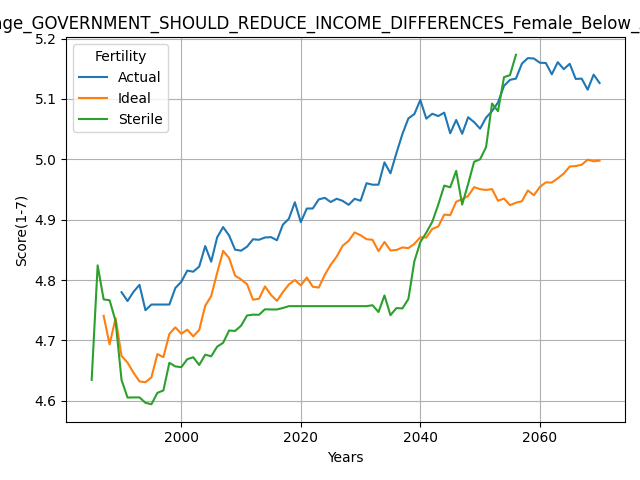 GOVERNMENT_SHOULD_REDUCE_INCOME_DIFFERENCES_Female_Below_
Fertility
Actual
Ideal
Sterile
Score(1-7)
5.2
5.1
5.0
4.9
4.8
4.7
4.6
2000 2020 2040 2060
Years